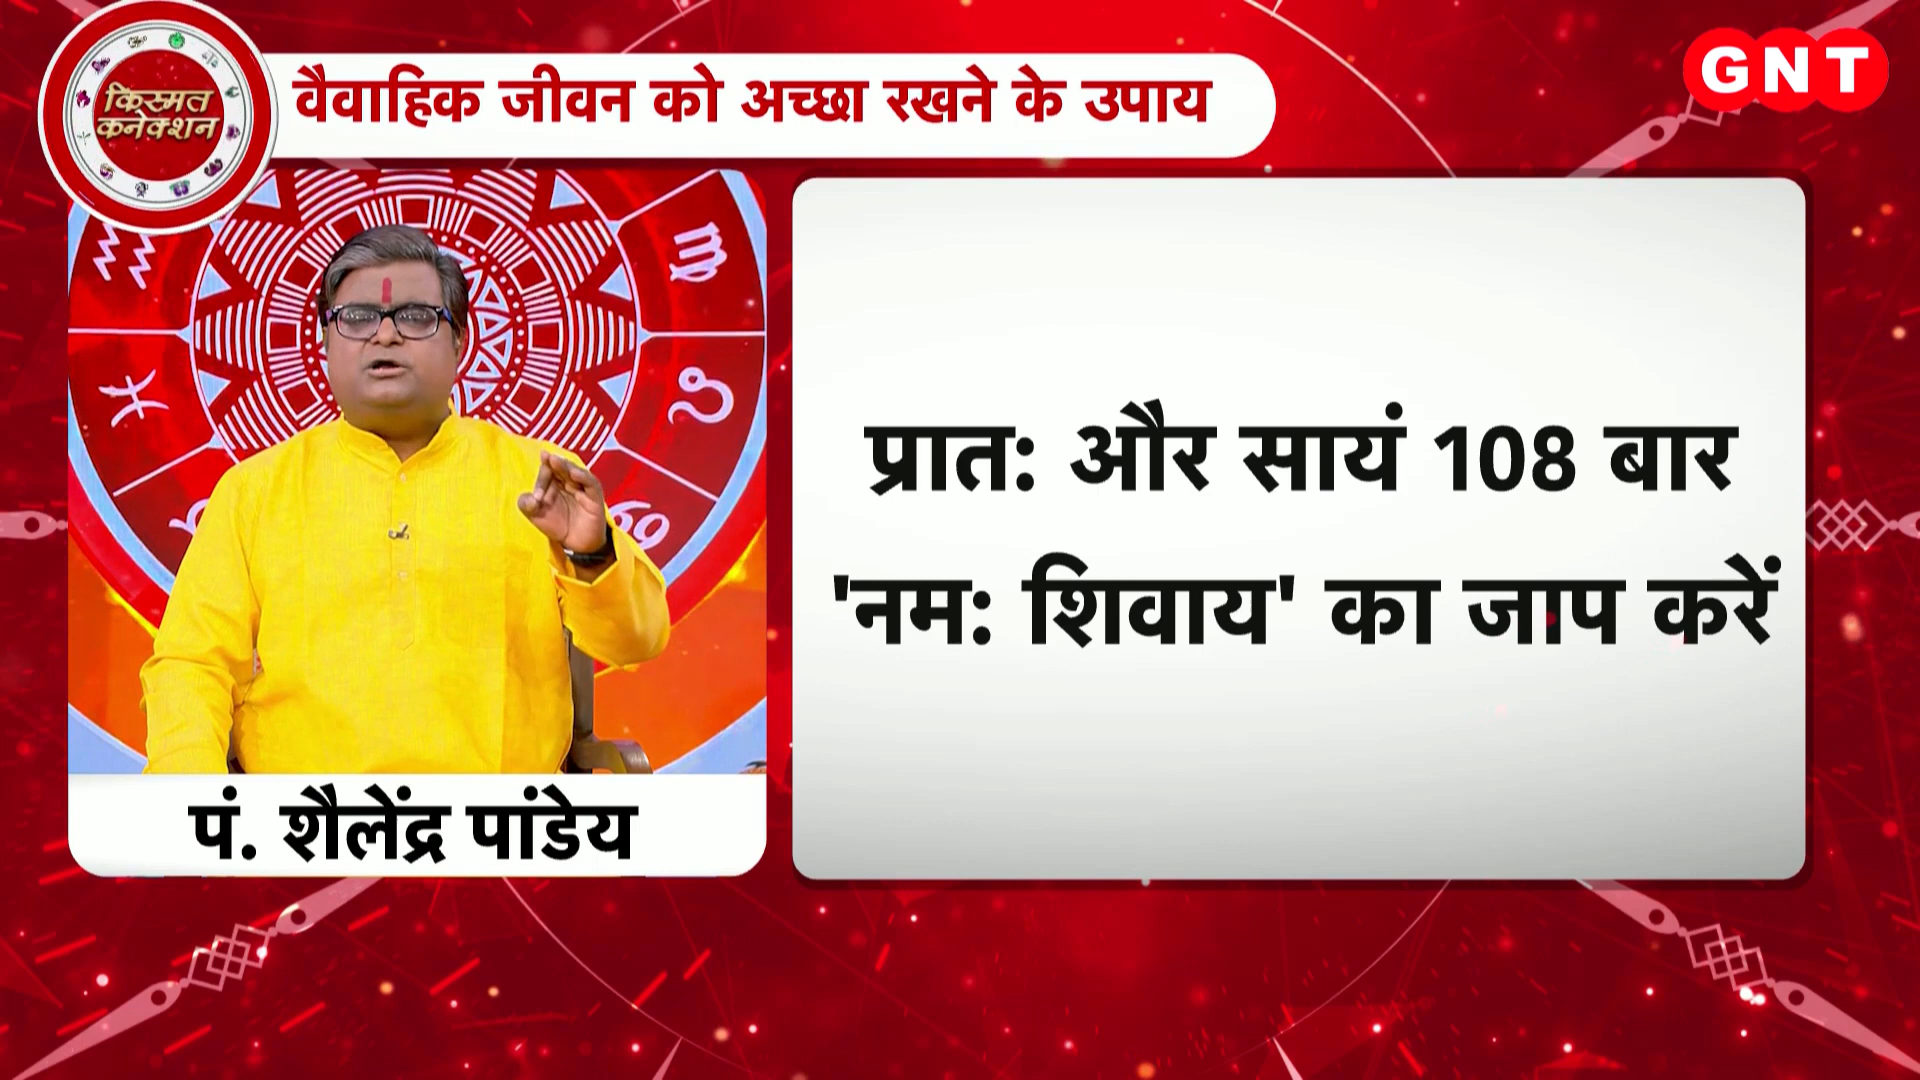 किस्मत
कनेक्शन
वैवाहिक जीवन को अच्छा रखने के उपाय
GNT
प्रात: और सायं 108 बार
'नम: शिवाय' का जाप करें
पं. शैलेंद्र पांडेय